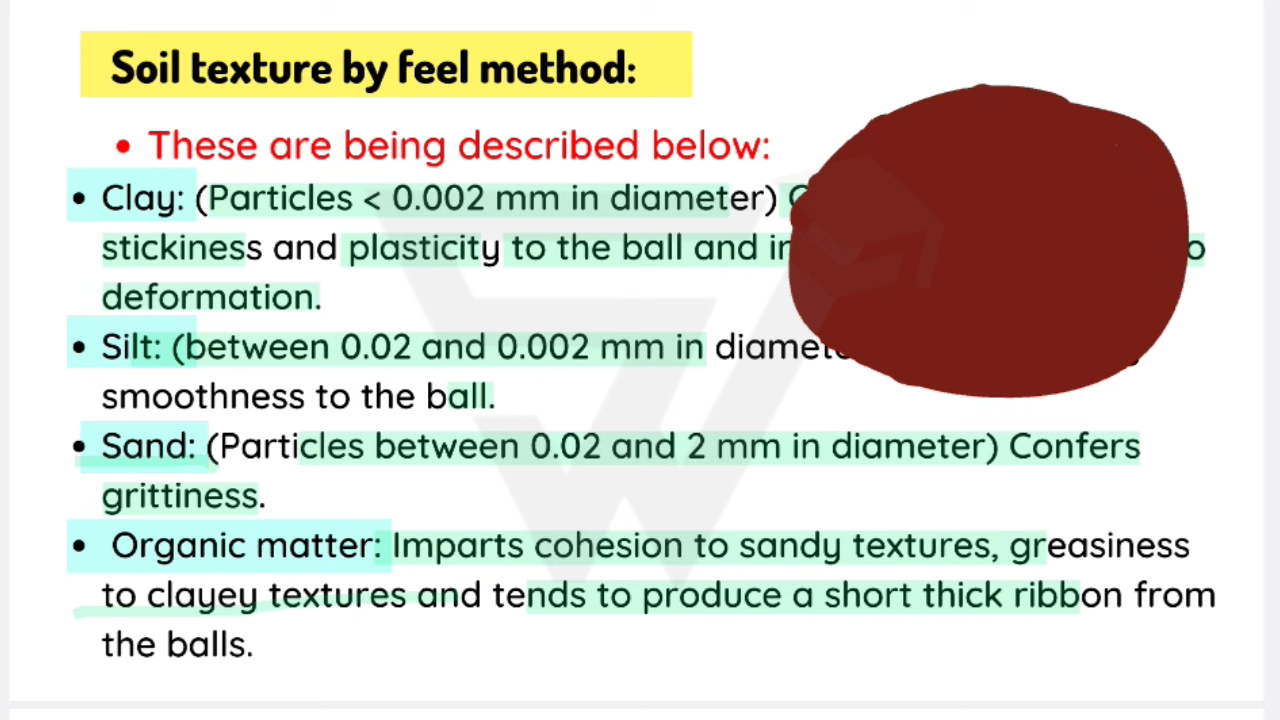 Soil texture by feel method:
• These are being described below:
• Clay: (Particles < 0.002 mm in diameter)
stickiness and plasticity to the ball and
deformation.
• Silt: (between 0.02 and 0.002 mm in
smoothness to the ball.
• Sand: (Particles between 0.02 and 2 mm in diameter) Confers
grittiness.
• Organic matter: Imparts cohesion to sandy textures, greasiness
to clayey textures and tends to produce a short thick ribbon from
the balls.